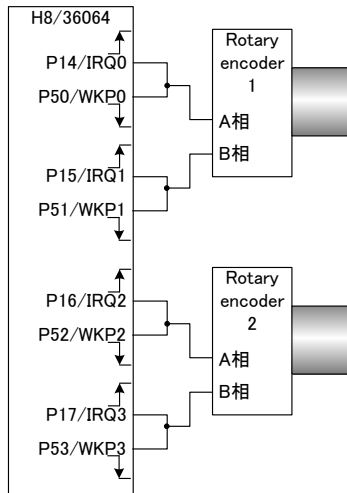 H8/36064
P14/IRQ0
P50/WKP0
P15/IRQ1
P51/WKP1
P16/IRQ2
P52/WKP2
P17/IRQ3
P53/WKP3
Rotary
encoder
1
A相
B相
Rotary
encoder
2
A相
B相